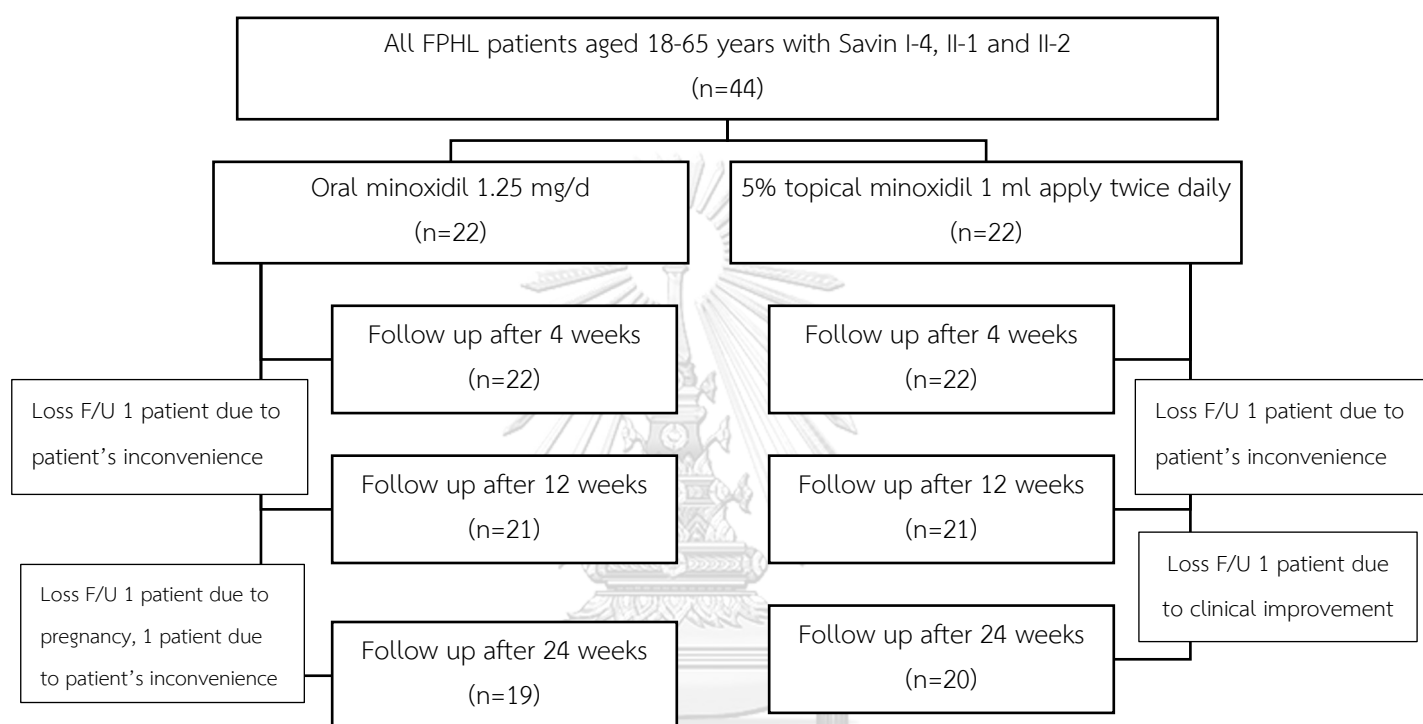 All FPHL patients aged 18-65 years with Savin I-4, II-1 and II-2
(n=44)
Oral minoxidil 1.25 mg/d
(n=22)
5% topical minoxidil 1 ml apply twice daily
(n=22)
Follow up after 4 weeks
(n=22)
Follow up after 4 weeks
(n=22)
Loss F/U 1 patient due to
patient’s inconvenience
Loss F/U 1 patient due to
patient’s inconvenience
Follow up after 12 weeks
(n=21)
Follow up after 12 weeks
(n=21)
Loss F/U 1 patient due to
pregnancy, 1 patient due
to patient’s inconvenience
Loss F/U 1 patient due
to clinical improvement
Follow up after 24 weeks
(n=19)
Follow up after 24 weeks
(n=20)